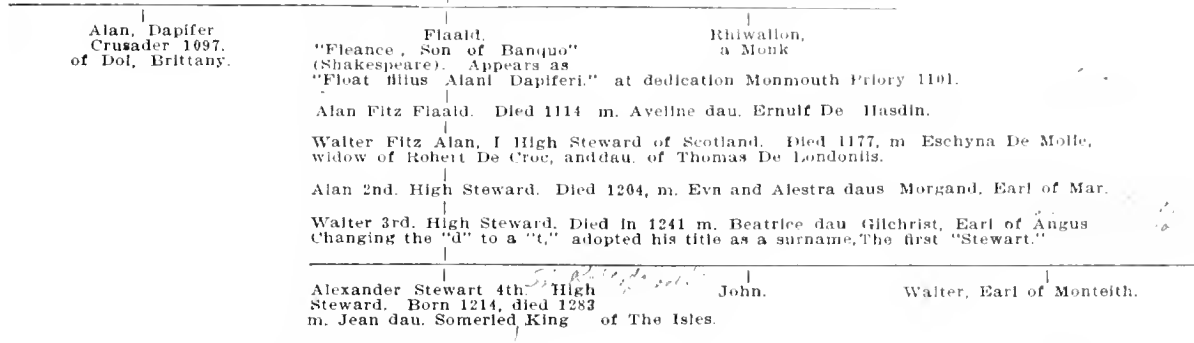 Alan, Dapifer
Crusader 1097.
of Dol, Brittany.
Flaald.
"Fleance, Son of Banquo"
(Shakespeare). Appears as
"Float filius Alani Dapiferi." at dedication Monmouth Priory 1101.
Rhiwallon,
a Monk
Alan Fitz Flaald. Died 1114 m. Aveline dau. Ernulf De Hasdin.
Walter Fitz Alan, I High Steward of Scotland. Died 1177, m Eschyna De Molle,
widow of Robert De Croc, anddau. of Thomas De Londoniis.
Alan 2nd. High Steward. Died 1204, m. Evn and Alestra daus Morgand, Earl of Mar.
Walter 3rd. High Steward. Died in 1241 m. Beatrice dau Gilchrist, Earl of Angus
Changing the "d" to a "t," adopted his title as a surname,The first "Stewart."
Alexander Stewart 4th. High
Steward. Born 1214, died 1283
m. Jean dau. Somerled King of The Isles.
John.
Walter, Earl of Monteith.